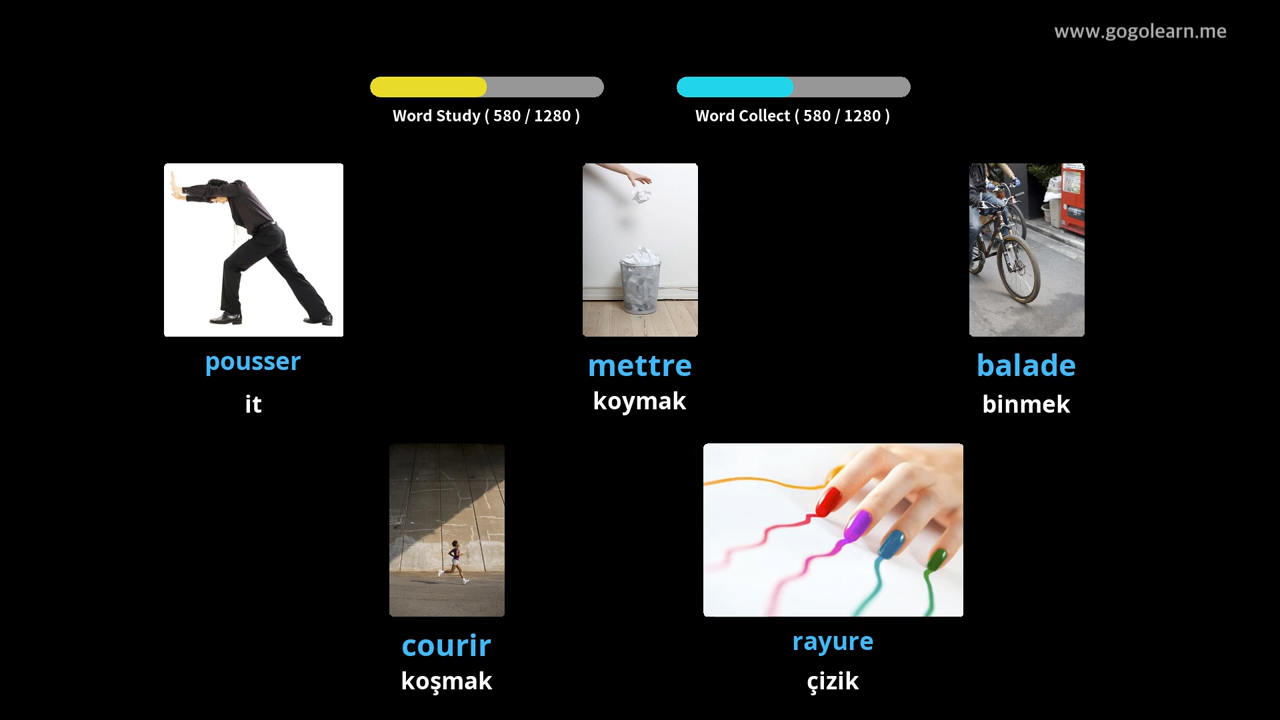 www.gogolearn.me
Word Study ( 580 / 1280 )
Word Collect ( 580 / 1280 )
pousser
it
mettre
koymak
balade
binmek
courir
koşmak
rayure
çizik